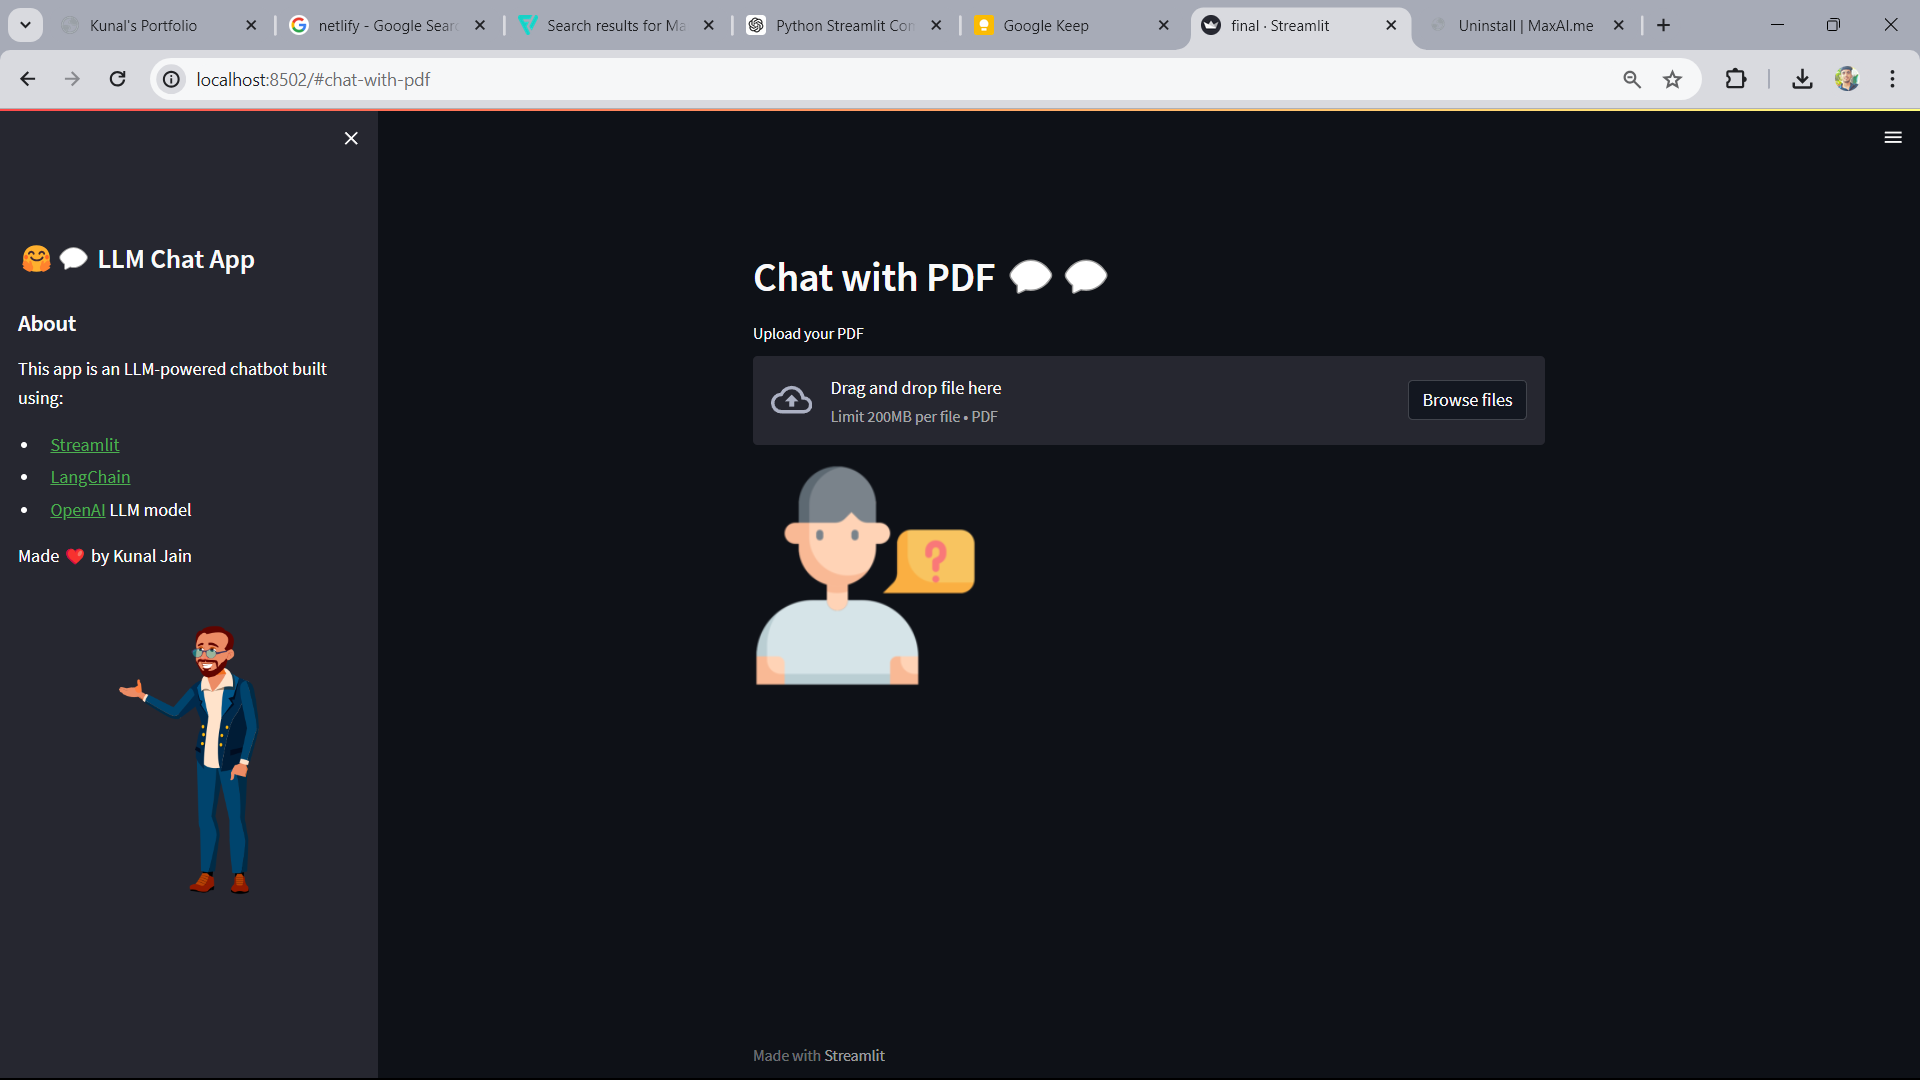 Kunal's Portfolio
netlify - Google Sear
Search results for Ma
Python Streamlit Con
Google Keep
final · Streamlit
Uninstall | MaxAI.me
localhost:8502/#chat-with-pdf
🤗💬 LLM Chat App
About
This app is an LLM-powered chatbot built
using:
• Streamlit
• LangChain
• OpenAI LLM model
Made ❤️ by Kunal Jain
Chat with PDF 💬 💬
Upload your PDF
Drag and drop file here
Limit 200MB per file • PDF
Browse files
?
Made with Streamlit